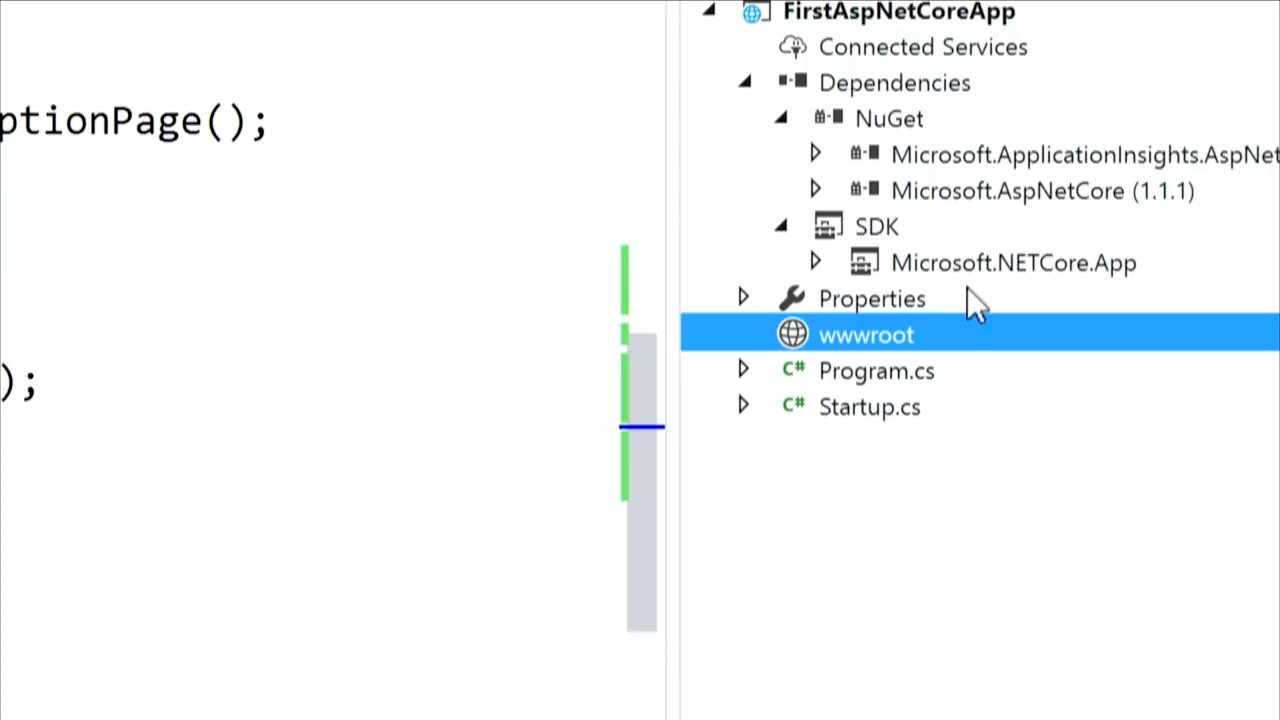 FirstAspNetCoreApp
Connected Services
Dependencies
ptionPage();
NuGet
Microsoft.ApplicationInsights.AspNet
Microsoft.AspNetCore (1.1.1)
SDK
Microsoft.NETCore.App
Properties
wwwroot
C# Program.cs
);
C# Startup.cs